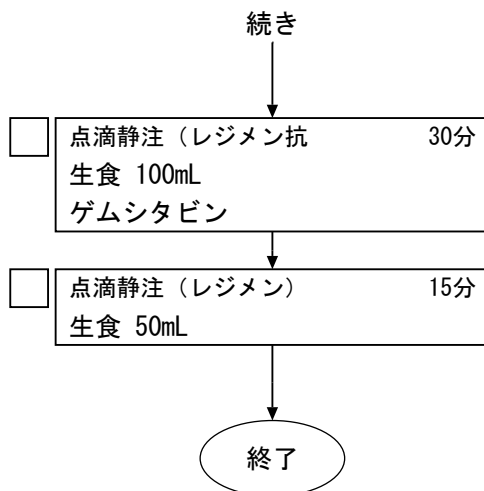 続き
点滴静注（レジメン抗 30分
生食 100mL
ゲムシタビン
点滴静注（レジメン） 15分
生食 50mL
終了